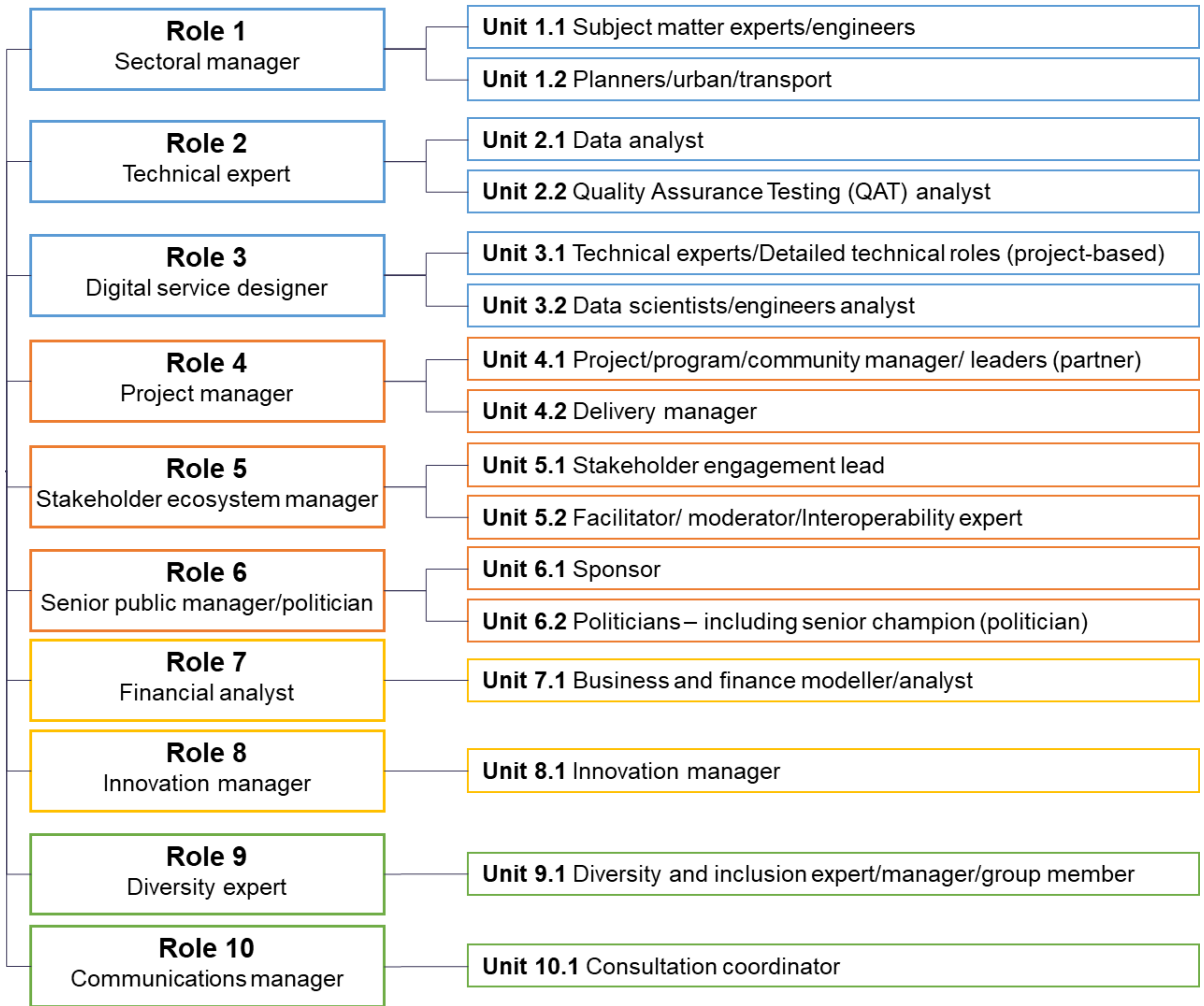 Role 1
Sectoral manager
Unit 1.1 Subject matter experts/engineers
Unit 1.2 Planners/urban/transport
Role 2
Technical expert
Unit 2.1 Data analyst
Unit 2.2 Quality Assurance Testing (QAT) analyst
Role 3
Digital service designer
Unit 3.1 Technical experts/Detailed technical roles (project-based)
Unit 3.2 Data scientists/engineers analyst
Role 4
Project manager
Unit 4.1 Project/program/community manager/ leaders (partner)
Unit 4.2 Delivery manager
Role 5
Stakeholder ecosystem manager
Unit 5.1 Stakeholder engagement lead
Unit 5.2 Facilitator/ moderator/Interoperability expert
Role 6
Senior public manager/politician
Unit 6.1 Sponsor
Unit 6.2 Politicians – including senior champion (politician)
Role 7
Financial analyst
Unit 7.1 Business and finance modeller/analyst
Role 8
Innovation manager
Unit 8.1 Innovation manager
Role 9
Diversity expert
Unit 9.1 Diversity and inclusion expert/manager/group member
Role 10
Communications manager
Unit 10.1 Consultation coordinator